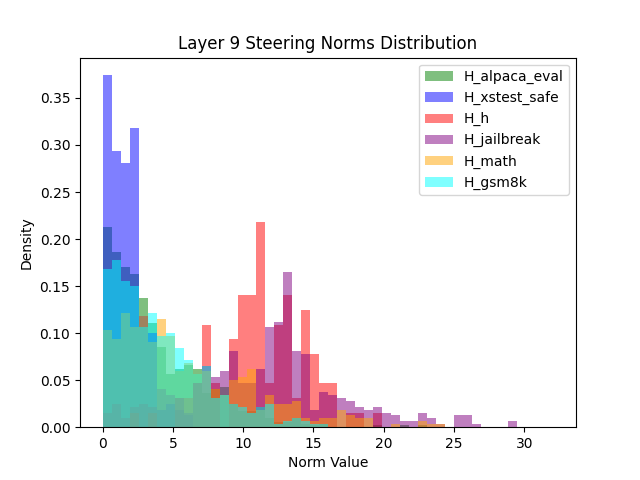 Layer 9 Steering Norms Distribution
H_alpaca_eval
H_xstest_safe
H_h
H_jailbreak
H_math
H_gsm8k
Density
0.35
0.30
0.25
0.20
0.15
0.10
0.05
0.00
0 5 10 15 20 25 30
Norm Value